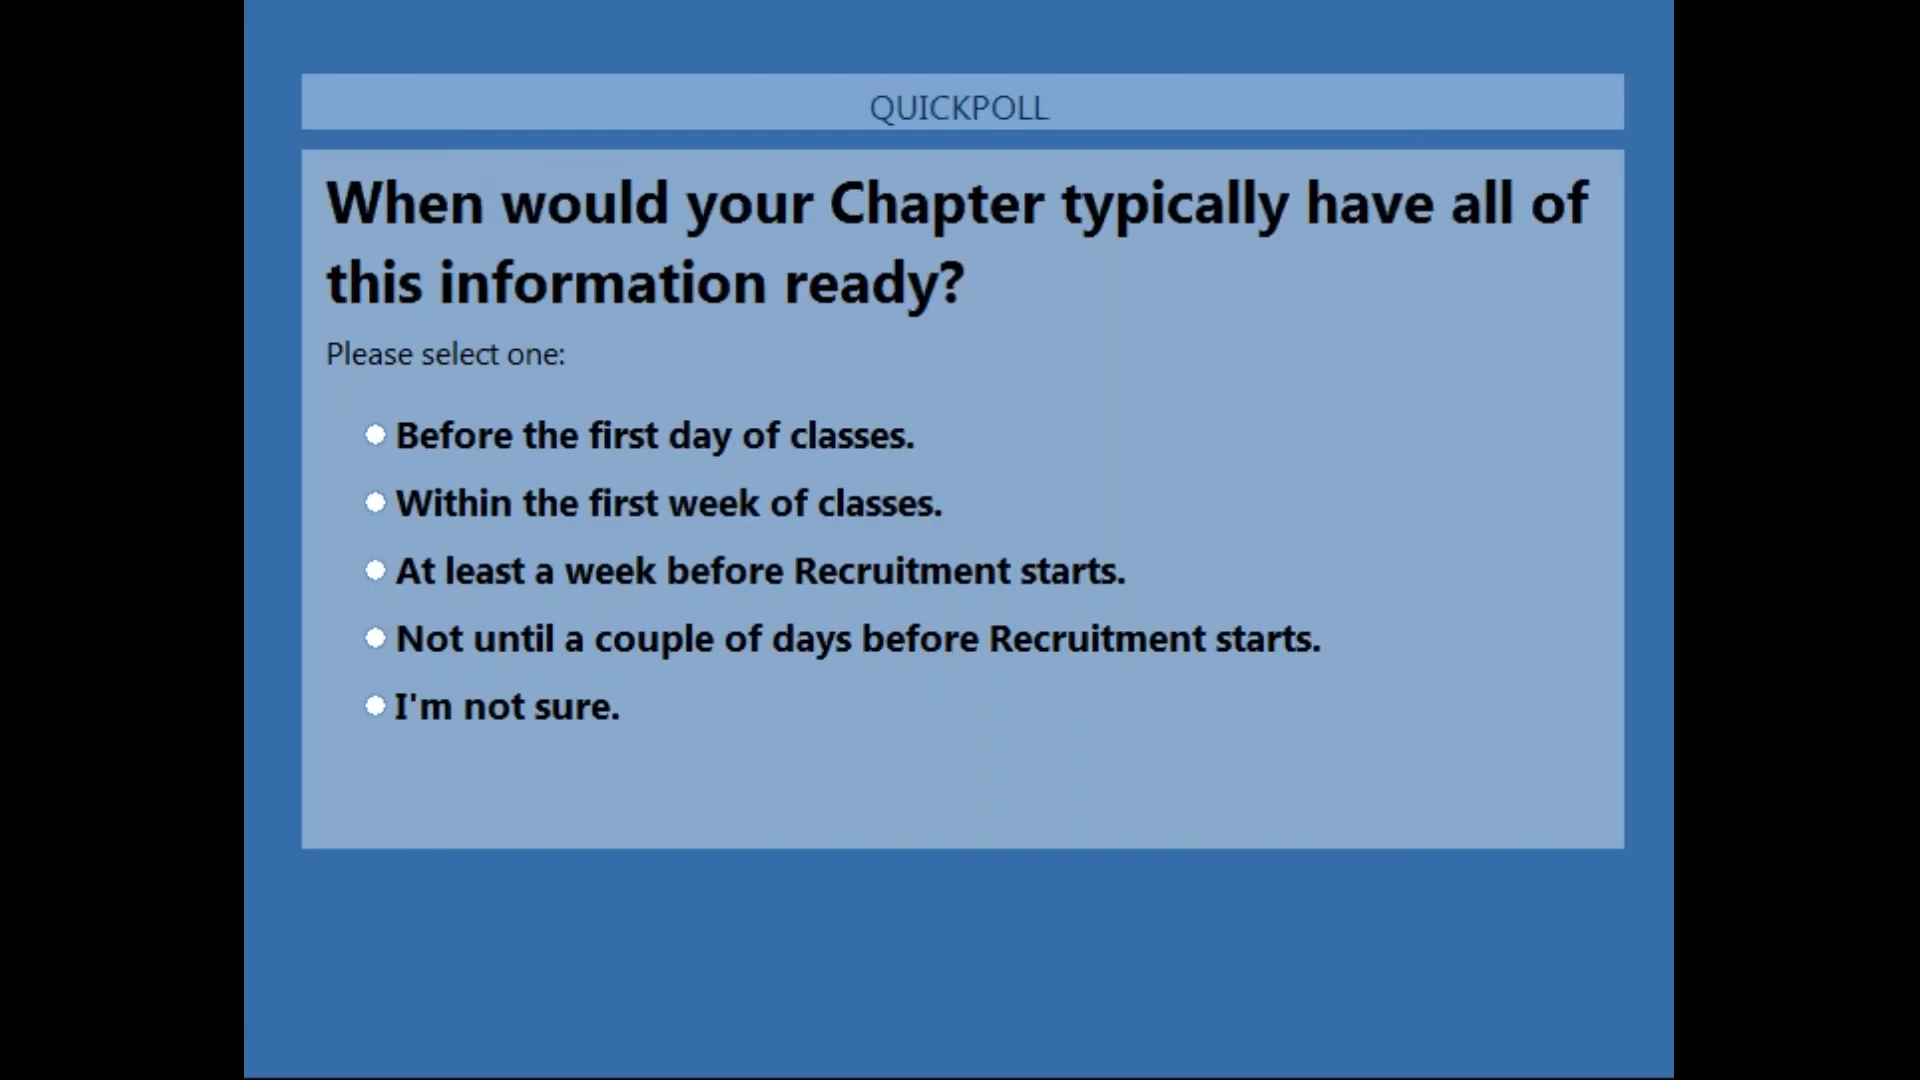 QUICKPOLL
When would your Chapter typically have all of
this information ready?
Please select one:
Before the first day of classes.
Within the first week of classes.
At least a week before Recruitment starts.
Not until a couple of days before Recruitment starts.
I'm not sure.